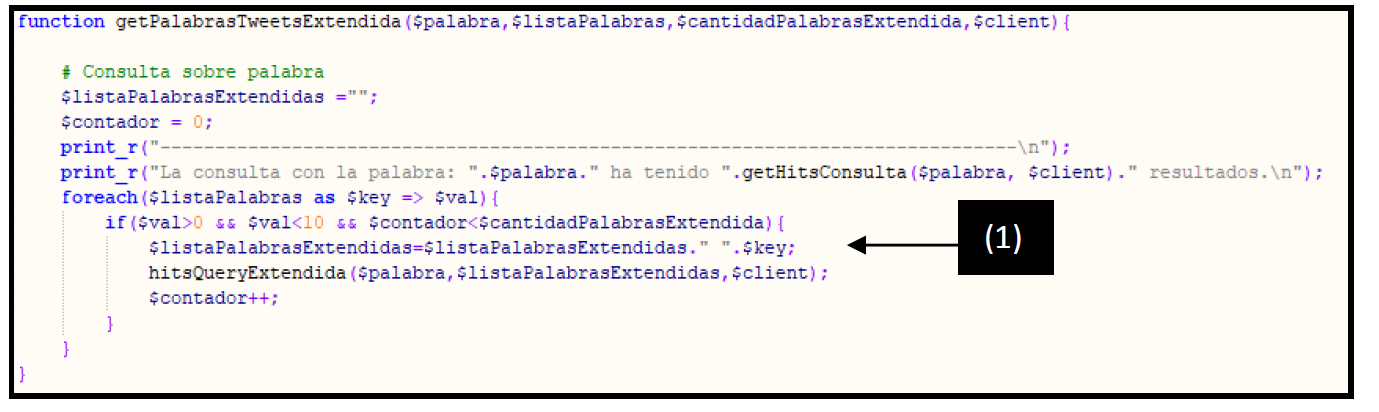 function getPalabrasTweetsExtendida($palabra,$listaPalabras,$cantidadPalabrasExtendida,$client){
# Consulta sobre palabra
$listaPalabrasExtendidas ="";
$contador = 0;
print_r("------------------------------------------------------------------------------\n");
print_r("La consulta con la palabra: ".$palabra." ha tenido ".getHitsConsulta($palabra, $client)." resultados.\n");
foreach($listaPalabras as $key => $val){
if($val>0 && $val<10 && $contador<$cantidadPalabrasExtendida){
$listaPalabrasExtendidas=$listaPalabrasExtendidas." ".$key;
(1)
hitsQueryExtendida($palabra,$listaPalabrasExtendidas,$client);
$contador++;
}
}
}